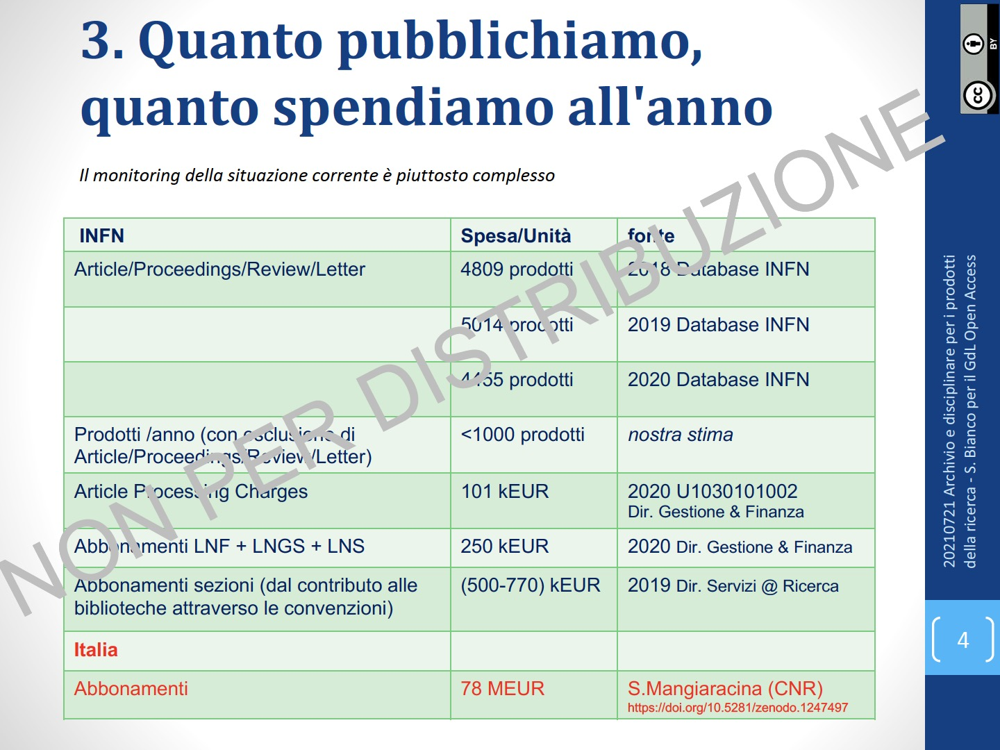 3. Quanto pubblichiamo,
quanto spendiamo all'anno
Il monitoring della situazione corrente è piuttosto complesso
INFN Spesa/Unità fonte
Article/Proceedings/Review/Letter 4809 prodotti 2018 Database INFN
5014 prodotti 2019 Database INFN
4455 prodotti 2020 Database INFN
Prodotti /anno (con esclusione di <1000 prodotti nostra stima
Article/Proceedings/Review/Letter)
Article Processing Charges 101 kEUR 2020 U1030101002
Dir. Gestione & Finanza
Abbonamenti LNF + LNGS + LNS 250 kEUR 2020 Dir. Gestione & Finanza
Abbonamenti sezioni (dal contributo alle (500-770) kEUR 2019 Dir. Servizi @ Ricerca
biblioteche attraverso le convenzioni)
Italia
Abbonamenti 78 MEUR S.Mangiaracina (CNR)
https://doi.org/10.5281/zenodo.1247497
NON PER DISTRIBUZIONE
cc BY
20210721 Archivio e disciplinare per i prodotti
della ricerca - S. Bianco per il GdL Open Access
4